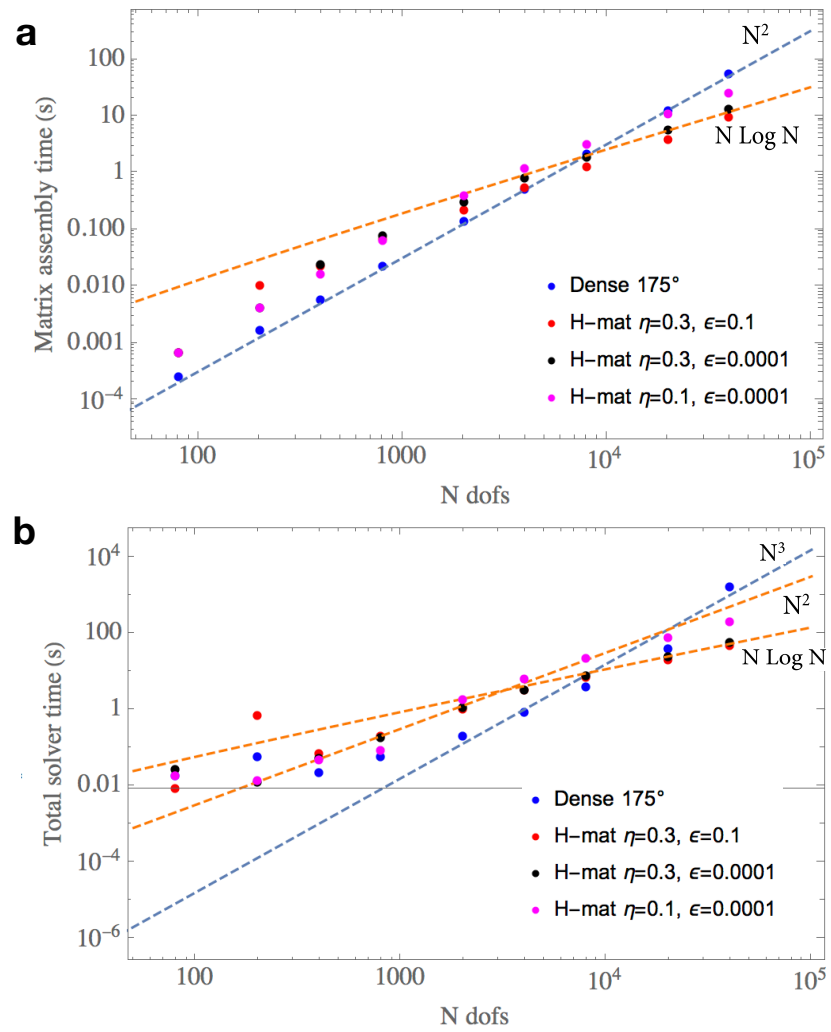 a
N²
100
10
N Log N
1
Matrix assembly time (s)
0.100
0.010
Dense 175°
H−mat η=0.3, ϵ=0.1
0.001
H−mat η=0.3, ϵ=0.0001
H−mat η=0.1, ϵ=0.0001
10⁻⁴
100
1000
10⁴
10⁵
N dofs
b
N³
10⁴
N²
100
N Log N
1
Total solver time (s)
0.01
Dense 175°
H−mat η=0.3, ϵ=0.1
10⁻⁴
H−mat η=0.3, ϵ=0.0001
H−mat η=0.1, ϵ=0.0001
10⁻⁶
100
1000
10⁴
10⁵
N dofs